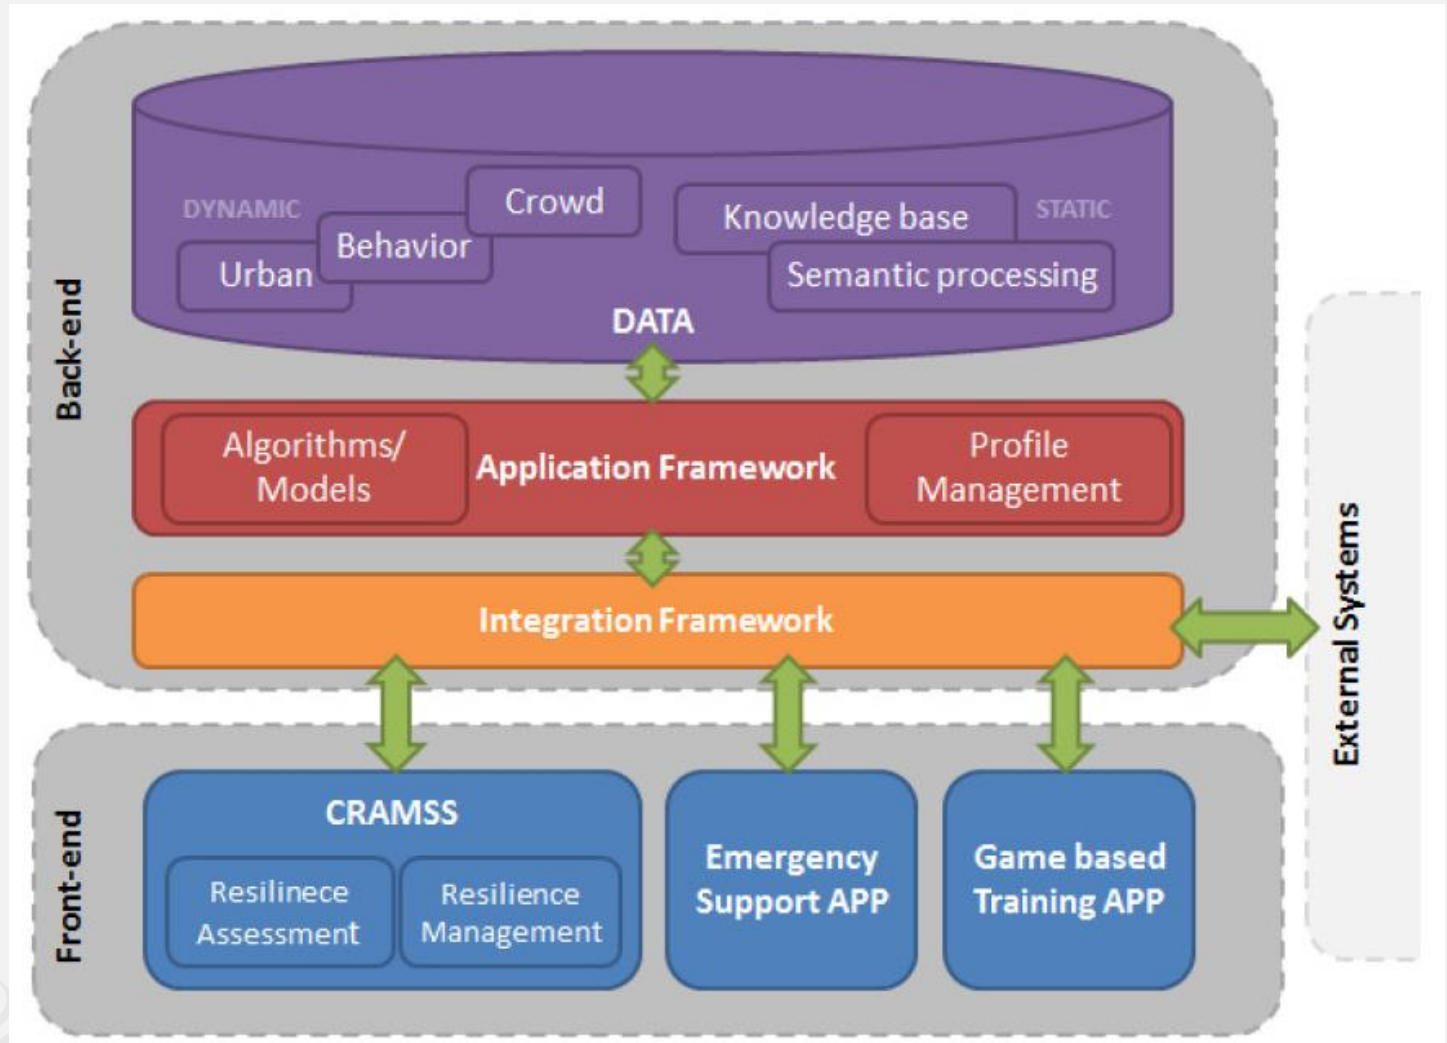 Back-end
DYNAMIC
Urban
Behavior
Crowd
Knowledge base
STATIC
Semantic processing
DATA
Algorithms/
Models
Application Framework
Profile
Management
Integration Framework
External Systems
Front-end
CRAMSS
Resilinece
Assessment
Resilience
Management
Emergency
Support APP
Game based
Training APP